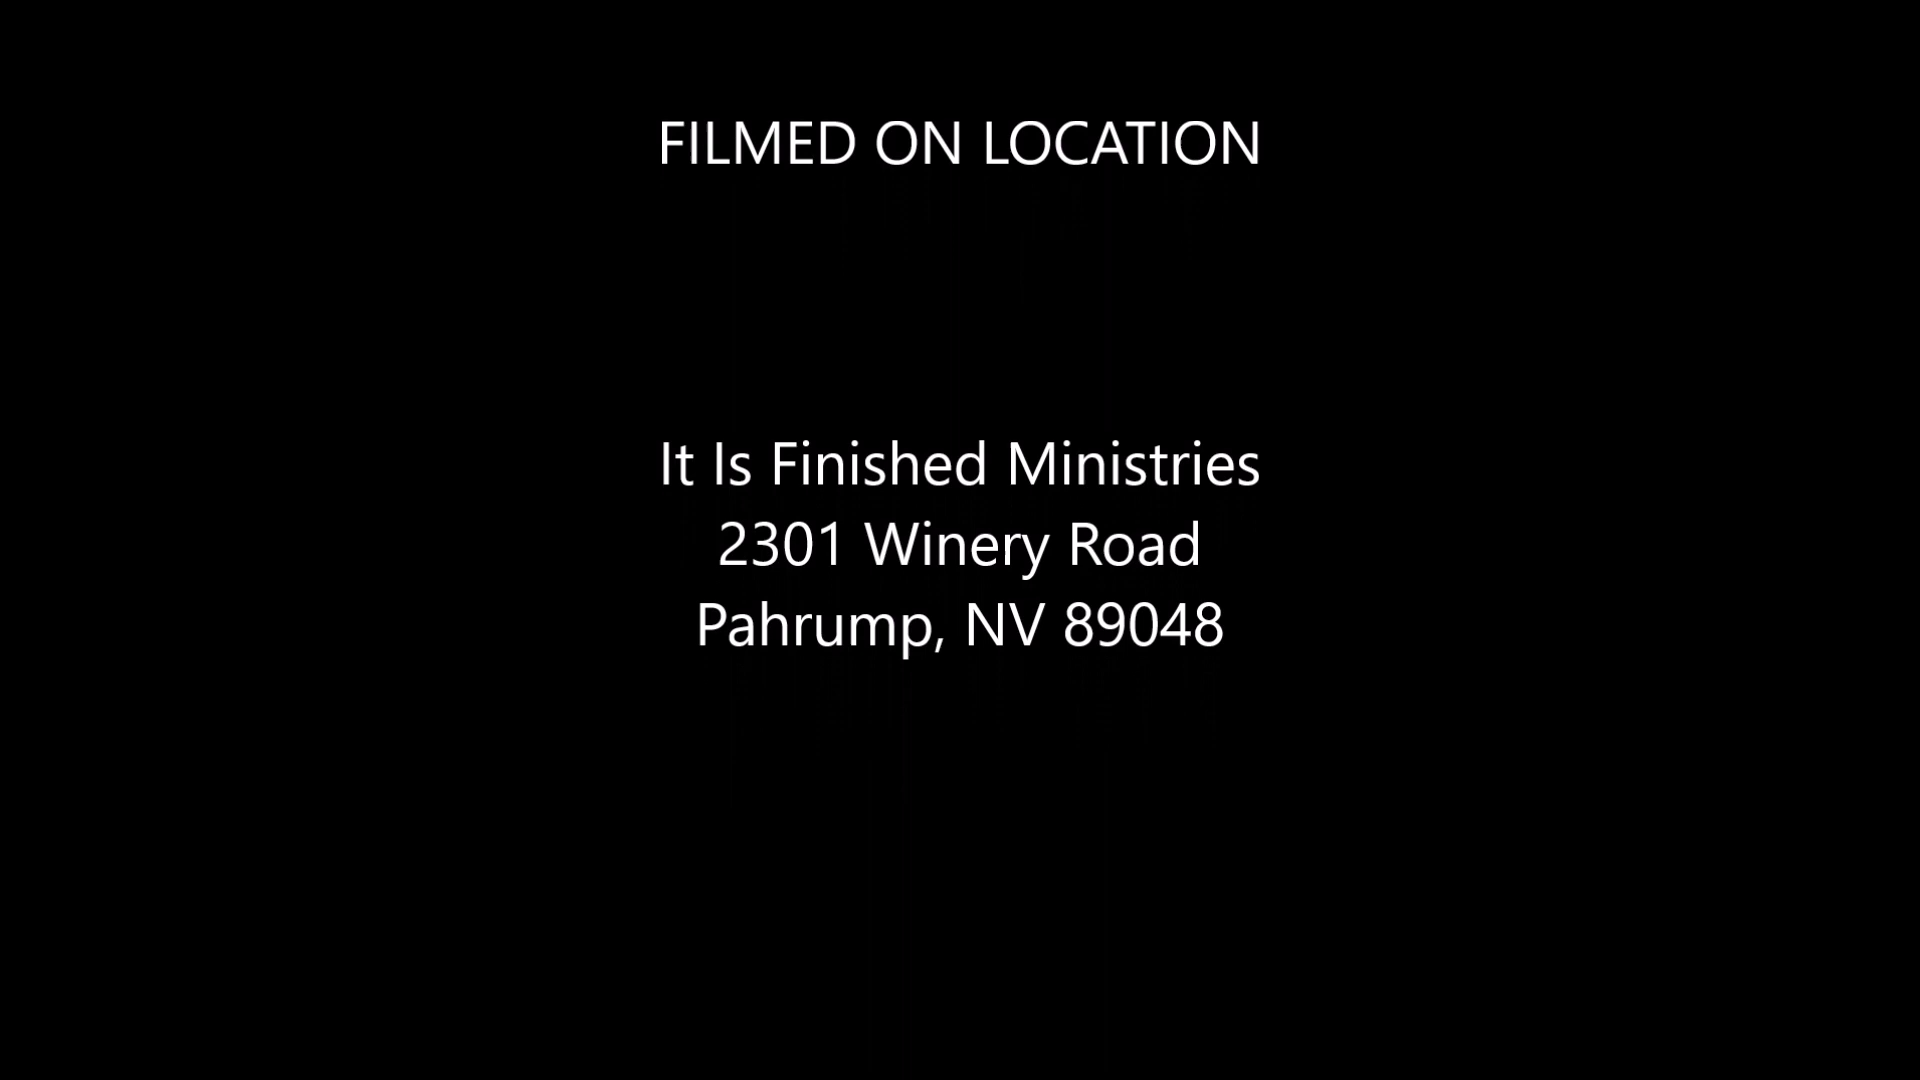 FILMED ON LOCATION
It Is Finished Ministries
2301 Winery Road
Pahrump, NV 89048